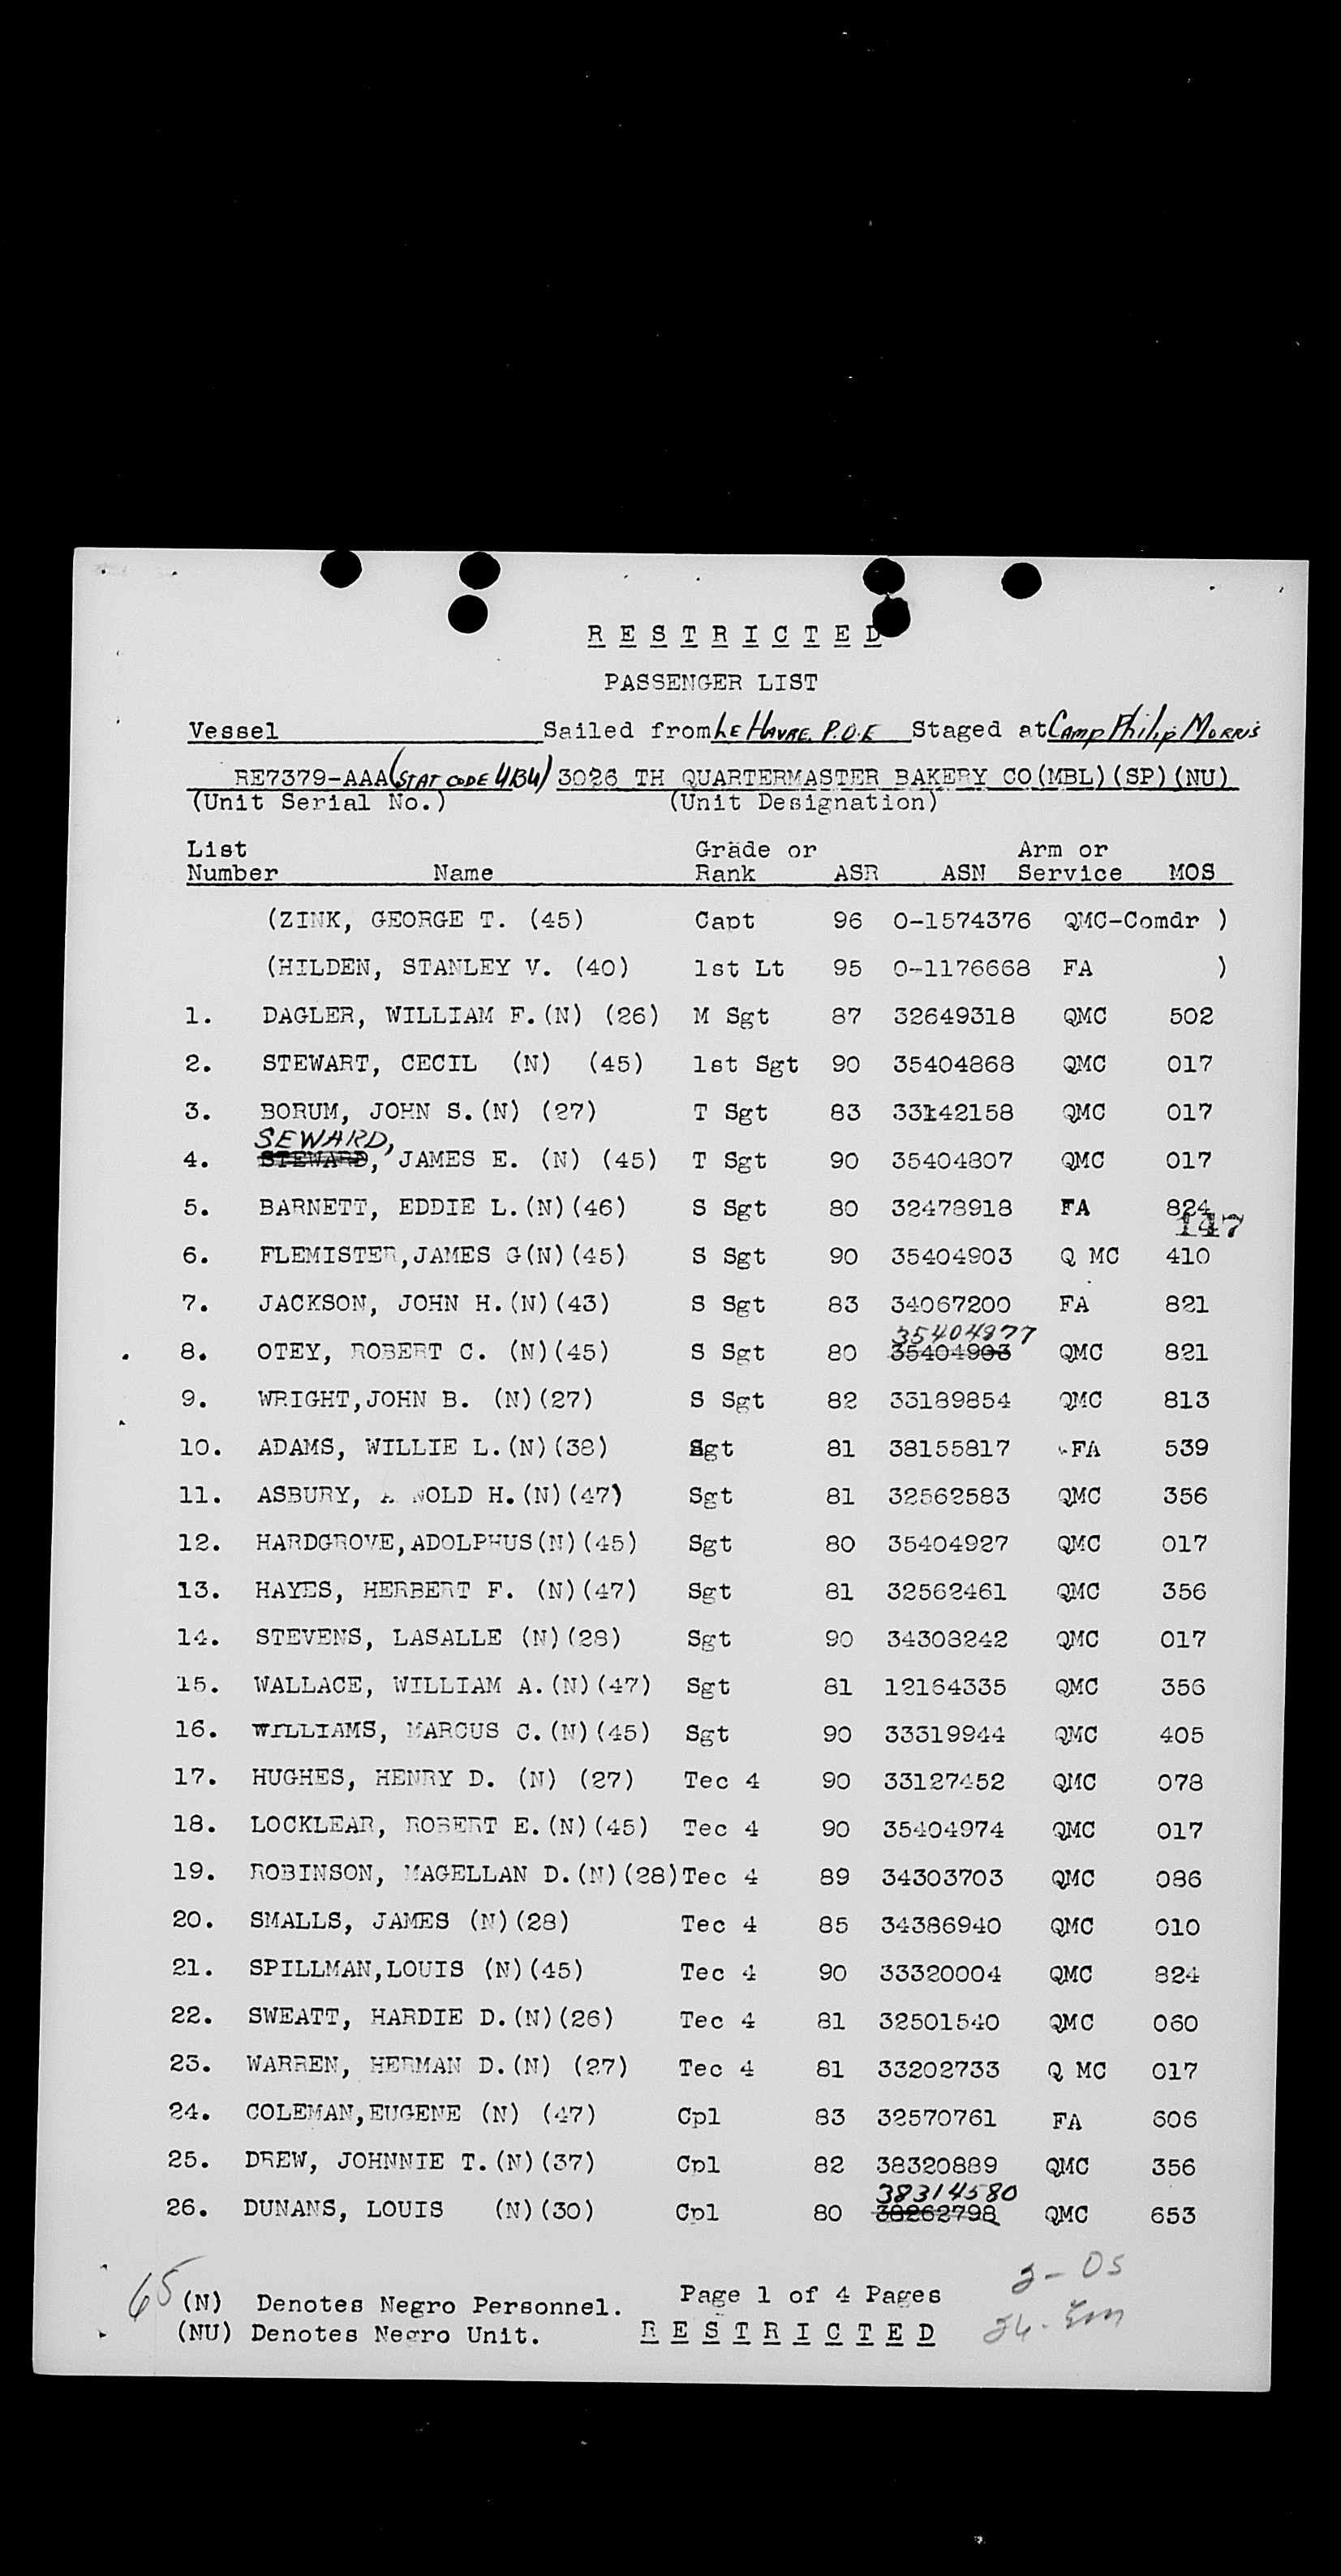 RESTRICTED
PASSENGER LIST
Vessel Sailed from LE HAVRE. P.O.E Staged at CAMP Philip MORRIS
RE7379-AAA (STAT CODE 4134) 3026 TH QUARTERMASTER BAKERY CO(MBL)(SP)(NU)
(Unit Serial No.) (Unit Designation)
List Grade or Arm or
Number Name Rank ASR ASN Service MOS
(ZINK, GEORGE T. (45) Capt 96 O-1574376 QMC-Comdr )
(HILDEN, STANLEY V. (40) 1st Lt 95 O-1176668 FA )
1. DAGLER, WILLIAM F.(N) (26) M Sgt 87 32649318 QMC 502
2. STEWART, CECIL (N) (45) 1st Sgt 90 35404868 QMC 017
3. BORUM, JOHN S.(N) (27) T Sgt 83 33142158 QMC 017
SEWARD,
4. STEWARD, JAMES E. (N) (45) T Sgt 90 35404807 QMC 017
5. BARNETT, EDDIE L.(N)(46) S Sgt 80 32478918 FA 824
147
6. FLEMISTER,JAMES G(N)(45) S Sgt 90 35404903 Q MC 410
7. JACKSON, JOHN H.(N)(43) S Sgt 83 34067200 FA 821
35404877
8. OTEY, ROBERT C. (N)(45) S Sgt 80 35404903 QMC 821
9. WRIGHT,JOHN B. (N)(27) S Sgt 82 33189854 QMC 813
10. ADAMS, WILLIE L.(N)(38) Sgt 81 38155817 FA 539
11. ASBURY, A NOLD H.(N)(47) Sgt 81 32562583 QMC 356
12. HARDGROVE,ADOLPHUS(N)(45) Sgt 80 35404927 QMC 017
13. HAYES, HERBERT F. (N)(47) Sgt 81 32562461 QMC 356
14. STEVENS, LASALLE (N)(28) Sgt 90 34308242 QMC 017
15. WALLACE, WILLIAM A.(N)(47) Sgt 81 12164335 QMC 356
16. WILLIAMS, MARCUS C.(N)(45) Sgt 90 33319944 QMC 405
17. HUGHES, HENRY D. (N) (27) Tec 4 90 33127452 QMC 078
18. LOCKLEAR, ROBERT E.(N)(45) Tec 4 90 35404974 QMC 017
19. ROBINSON, MAGELLAN D.(N)(28)Tec 4 89 34303703 QMC 086
20. SMALLS, JAMES (N)(28) Tec 4 85 34386940 QMC 010
21. SPILLMAN,LOUIS (N)(45) Tec 4 90 33320004 QMC 824
22. SWEATT, HARDIE D.(N)(26) Tec 4 81 32501540 QMC 060
23. WARREN, HERMAN D.(N) (27) Tec 4 81 33202733 Q MC 017
24. COLEMAN,EUGENE (N) (47) Cpl 83 32570761 FA 606
25. DREW, JOHNNIE T.(N)(37) Cpl 82 38320889 QMC 356
38314580
26. DUNANS, LOUIS (N)(30) Cpl 80 38262798 QMC 653
65 (N) Denotes Negro Personnel. Page 1 of 4 Pages 2-Os
(NU) Denotes Negro Unit. RESTRICTED 26-Em